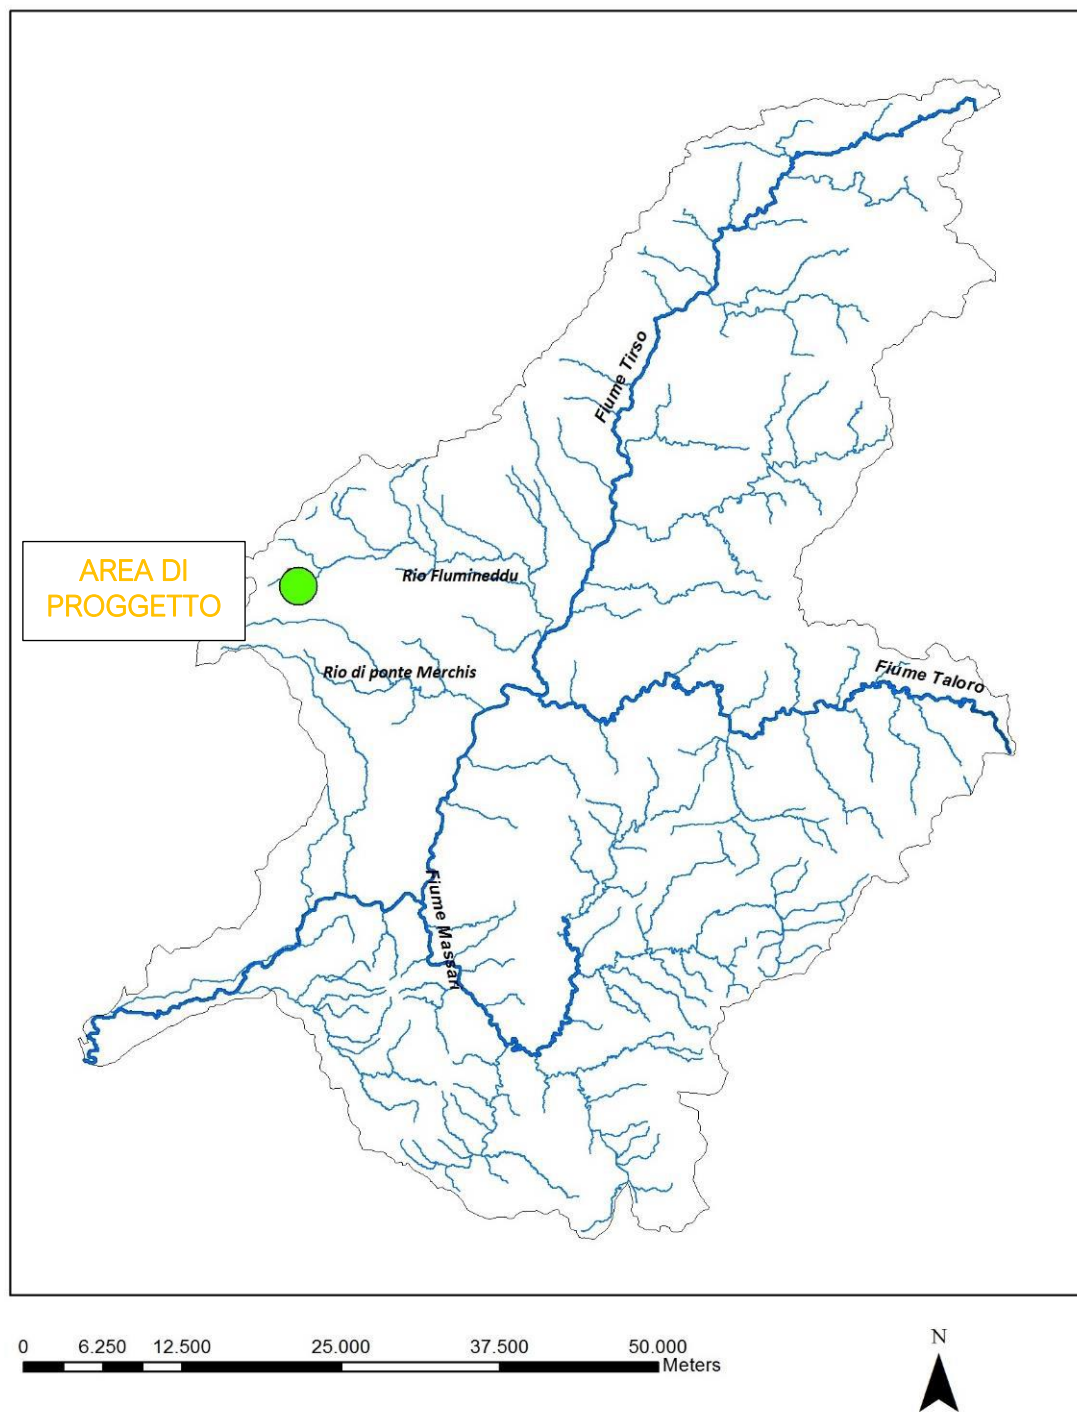 Fiume Tirso
AREA DI
PROGGETTO
Rio Flumineddu
Rio di ponte Merchis
Fiume Taloro
Fiume Massari
0 6.250 12.500 25.000 37.500 50.000
Meters
N